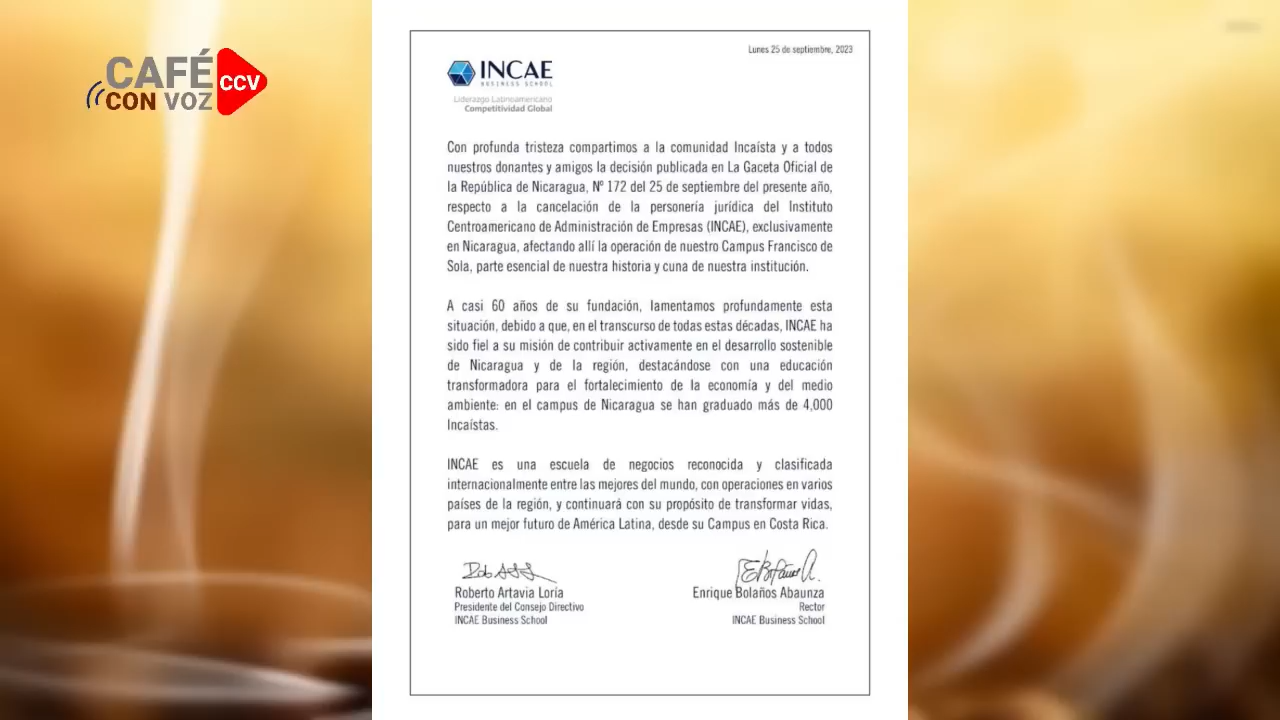 CAFÉ
CON VOZ
CCV
Lunes 25 de septiembre, 2023
INCAE
BUSINESS SCHOOL
Liderazgo Latinoamericano
Competitividad Global
Con profunda tristeza compartimos a la comunidad Incaísta y a todos
nuestros donantes y amigos la decisión publicada en La Gaceta Oficial de
la República de Nicaragua, Nº 172 del 25 de septiembre del presente año,
respecto a la cancelación de la personería jurídica del Instituto
Centroamericano de Administración de Empresas (INCAE), exclusivamente
en Nicaragua, afectando allí la operación de nuestro Campus Francisco de
Sola, parte esencial de nuestra historia y cuna de nuestra institución.
A casi 60 años de su fundación, lamentamos profundamente esta
situación, debido a que, en el transcurso de todas estas décadas, INCAE ha
sido fiel a su misión de contribuir activamente en el desarrollo sostenible
de Nicaragua y de la región, destacándose con una educación
transformadora para el fortalecimiento de la economía y del medio
ambiente: en el campus de Nicaragua se han graduado más de 4,000
Incaístas.
INCAE es una escuela de negocios reconocida y clasificada
internacionalmente entre las mejores del mundo, con operaciones en varios
países de la región, y continuará con su propósito de transformar vidas,
para un mejor futuro de América Latina, desde su Campus en Costa Rica.
Roberto Artavia Loría
Presidente del Consejo Directivo
INCAE Business School
Enrique Bolaños Abaunza
Rector
INCAE Business School